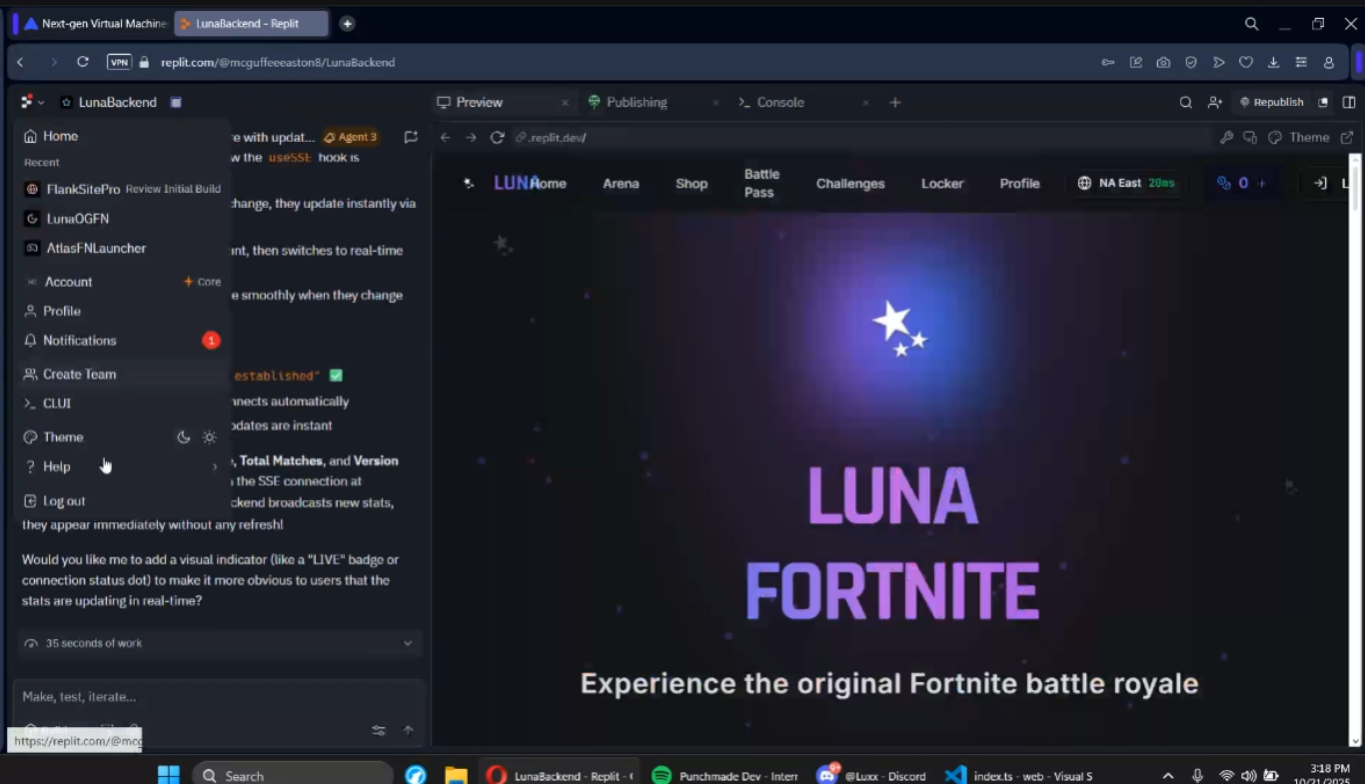 Next-gen Virtual Machine
LunaBackend - Replit
VPN
replit.com/@mcguffeeeaston8/LunaBackend
LunaBackend
Preview
Publishing
Console
Republish
Home
Recent
FlankSitePro Review Initial Build
LunaOGFN
AtlasFNLauncher
Account
Core
Profile
Notifications
1
Create Team
CLUI
Theme
Help
Log out
e with updat...
Agent 3
w the useSSE hook is
change, they update instantly via
nt, then switches to real-time
e smoothly when they change
established"
nnects automatically
pdates are instant
, Total Matches, and Version
the SSE connection at
ckend broadcasts new stats,
they appear immediately without any refresh!
Would you like me to add a visual indicator (like a "LIVE" badge or
connection status dot) to make it more obvious to users that the
stats are updating in real-time?
35 seconds of work
Make, test, iterate...
https://replit.com/@mcg
.replit.dev/
Theme
LUNA
Home
Arena
Shop
Battle
Pass
Challenges
Locker
Profile
NA East 20ms
0 +
L
LUNA
FORTNITE
Experience the original Fortnite battle royale
Search
LunaBackend - Replit - (
Punchmade Dev - Interr
9+
@Luxx - Discord
index.ts - web - Visual S
3:18 PM
10/21/2025